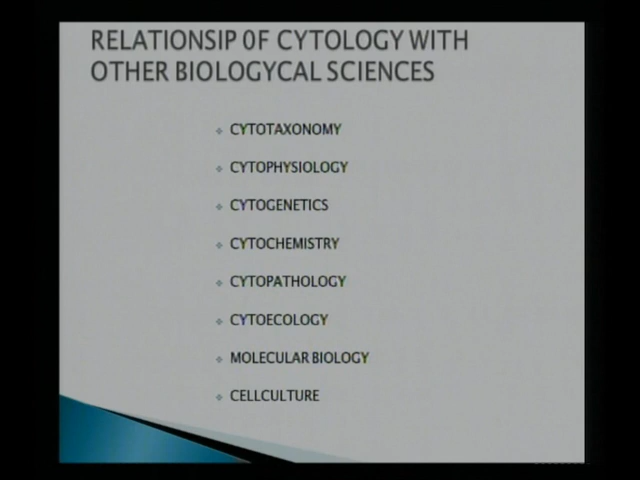 RELATIONSIP 0F CYTOLOGY WITH
OTHER BIOLOGYCAL SCIENCES
CYTOTAXONOMY
CYTOPHYSIOLOGY
CYTOGENETICS
CYTOCHEMISTRY
CYTOPATHOLOGY
CYTOECOLOGY
MOLECULAR BIOLOGY
CELLCULTURE